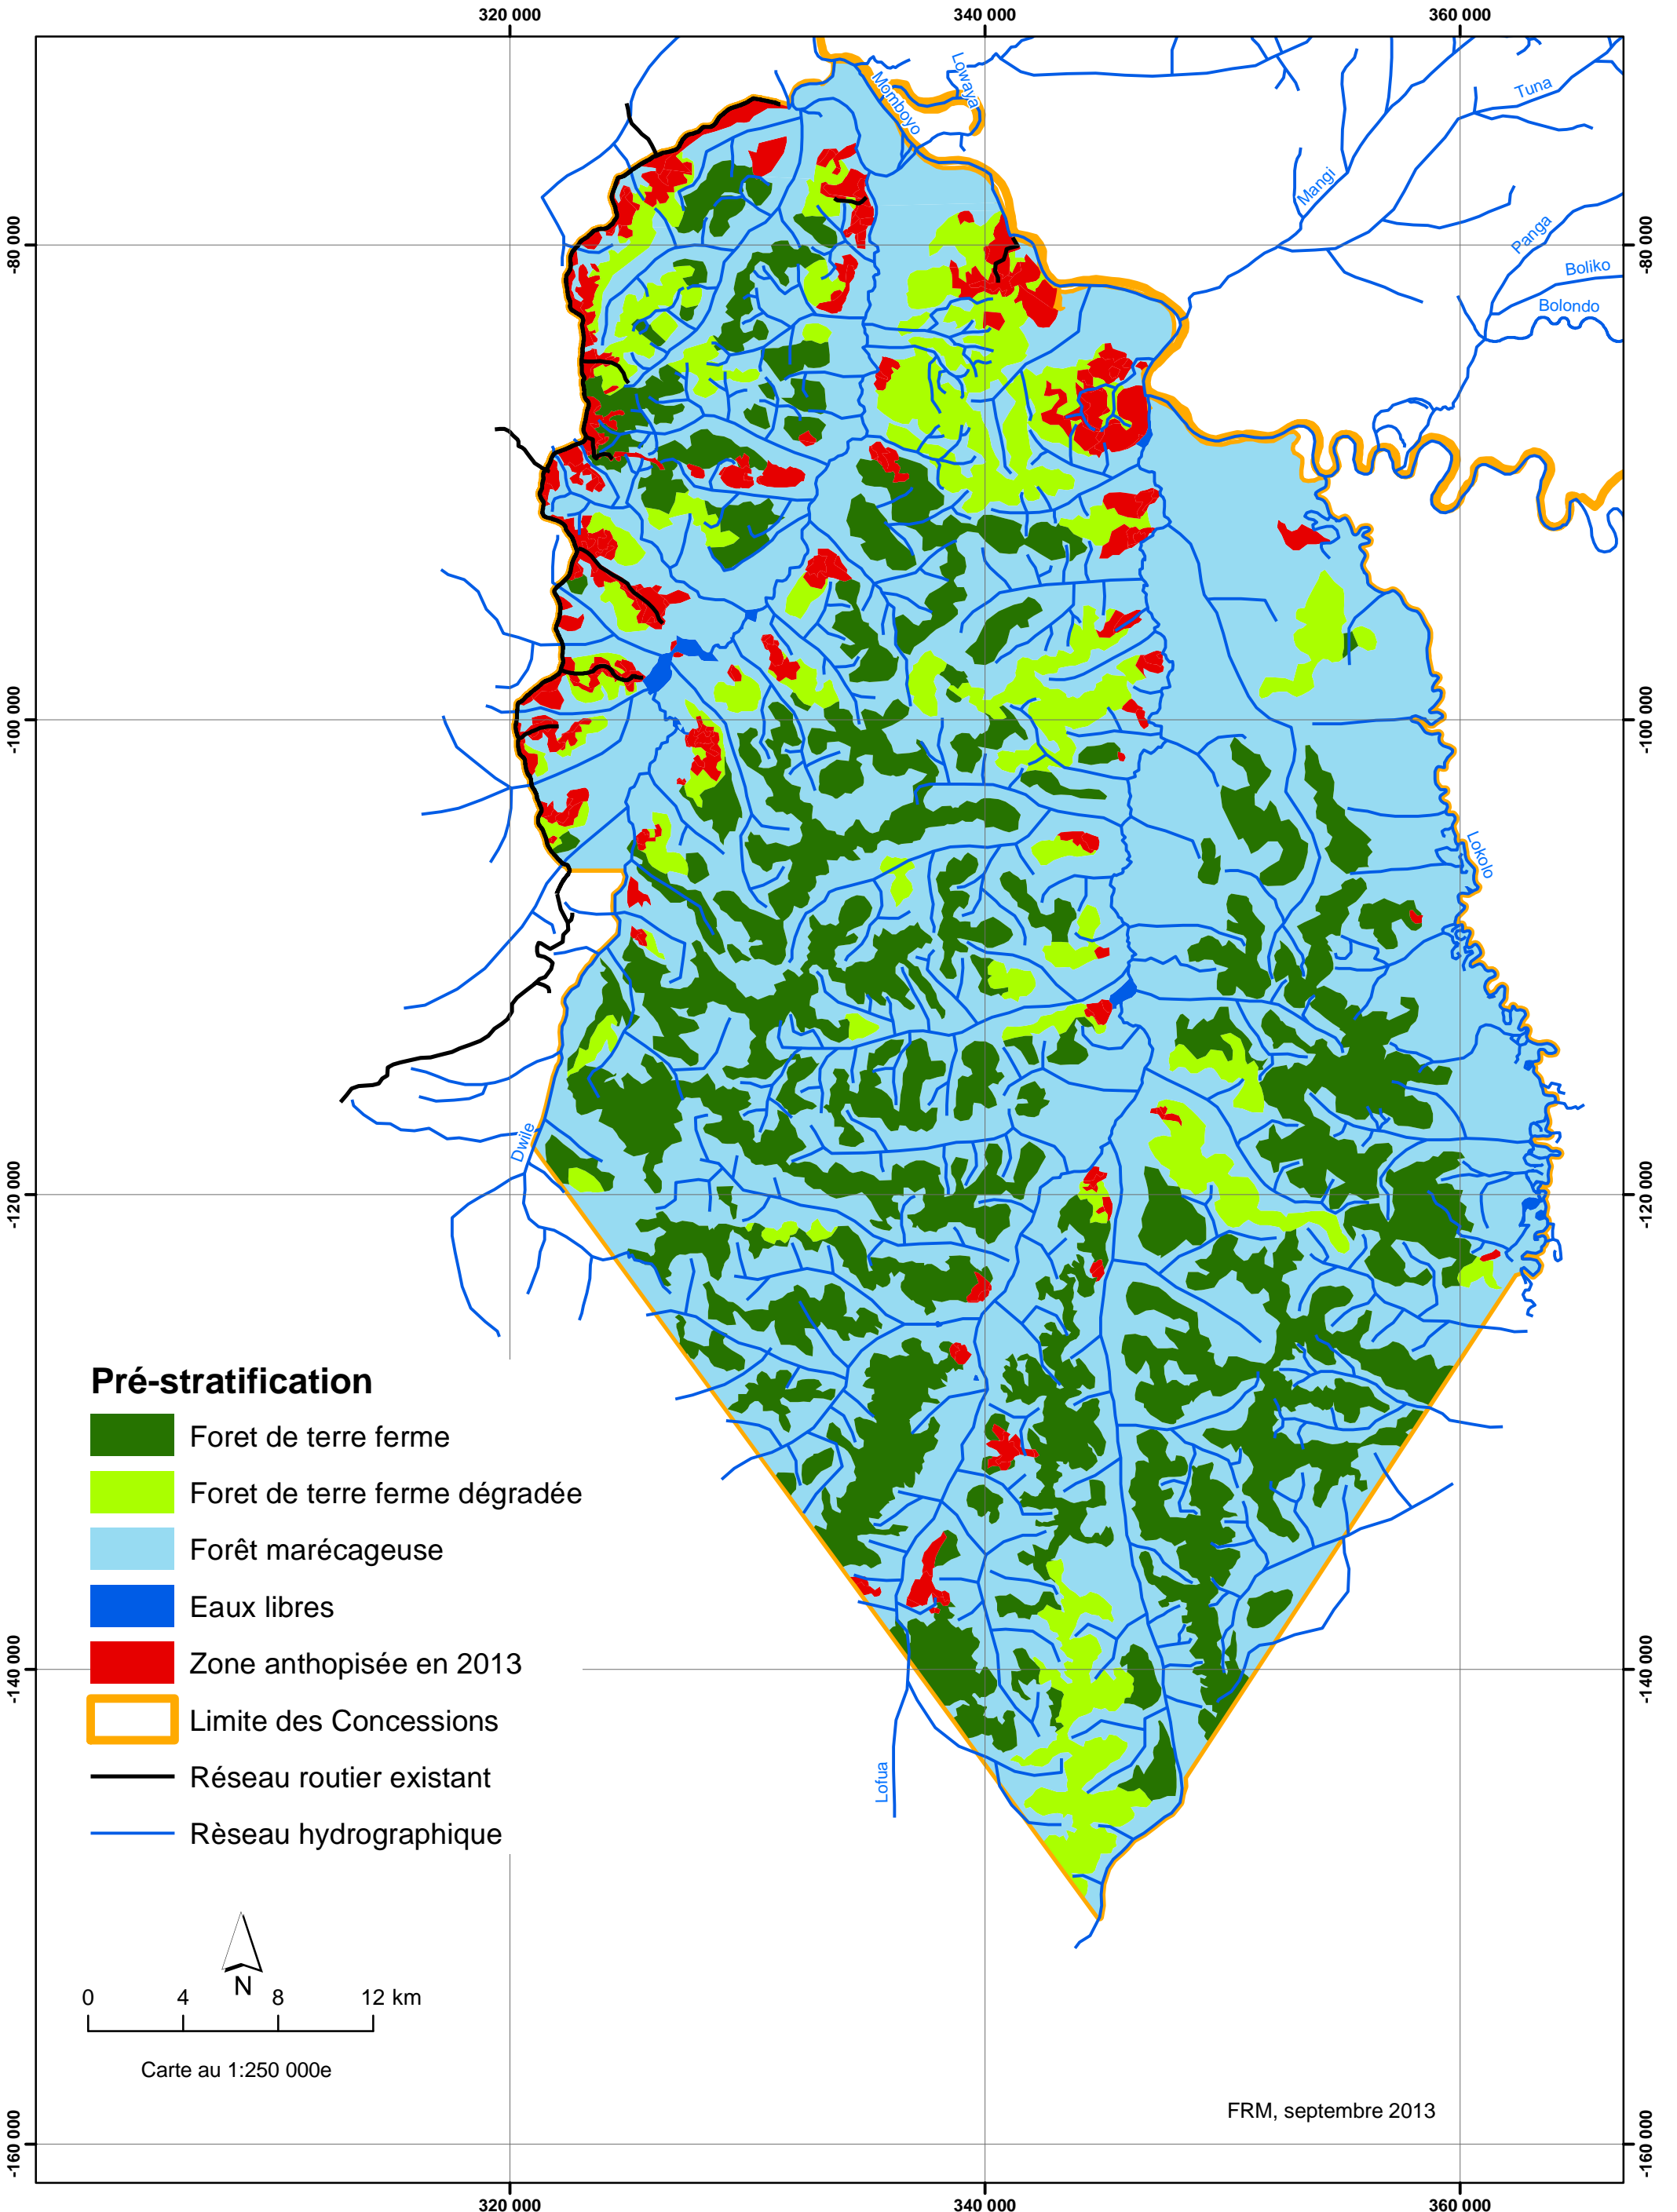 320 000
340 000
360 000
Momboyo
Lowaya
Tuna
Mangi
Panga
Boliko
Bolondo
-80 000
-80 000
-100 000
-100 000
Lokolo
Dwile
-120 000
-120 000
Pré-stratification
Foret de terre ferme
Foret de terre ferme dégradée
Forêt marécageuse
Eaux libres
Zone anthopisée en 2013
Limite des Concessions
Réseau routier existant
Rèseau hydrographique
-140 000
-140 000
Lofua
N
0 4 8 12 km
Carte au 1:250 000e
FRM, septembre 2013
-160 000
-160 000
320 000
340 000
360 000